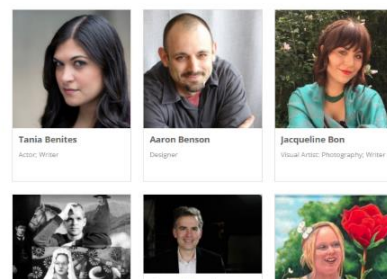 Tania Benites
Actor; Writer
Aaron Benson
Designer
Jacqueline Bon
Visual Artist: Photography; Writer